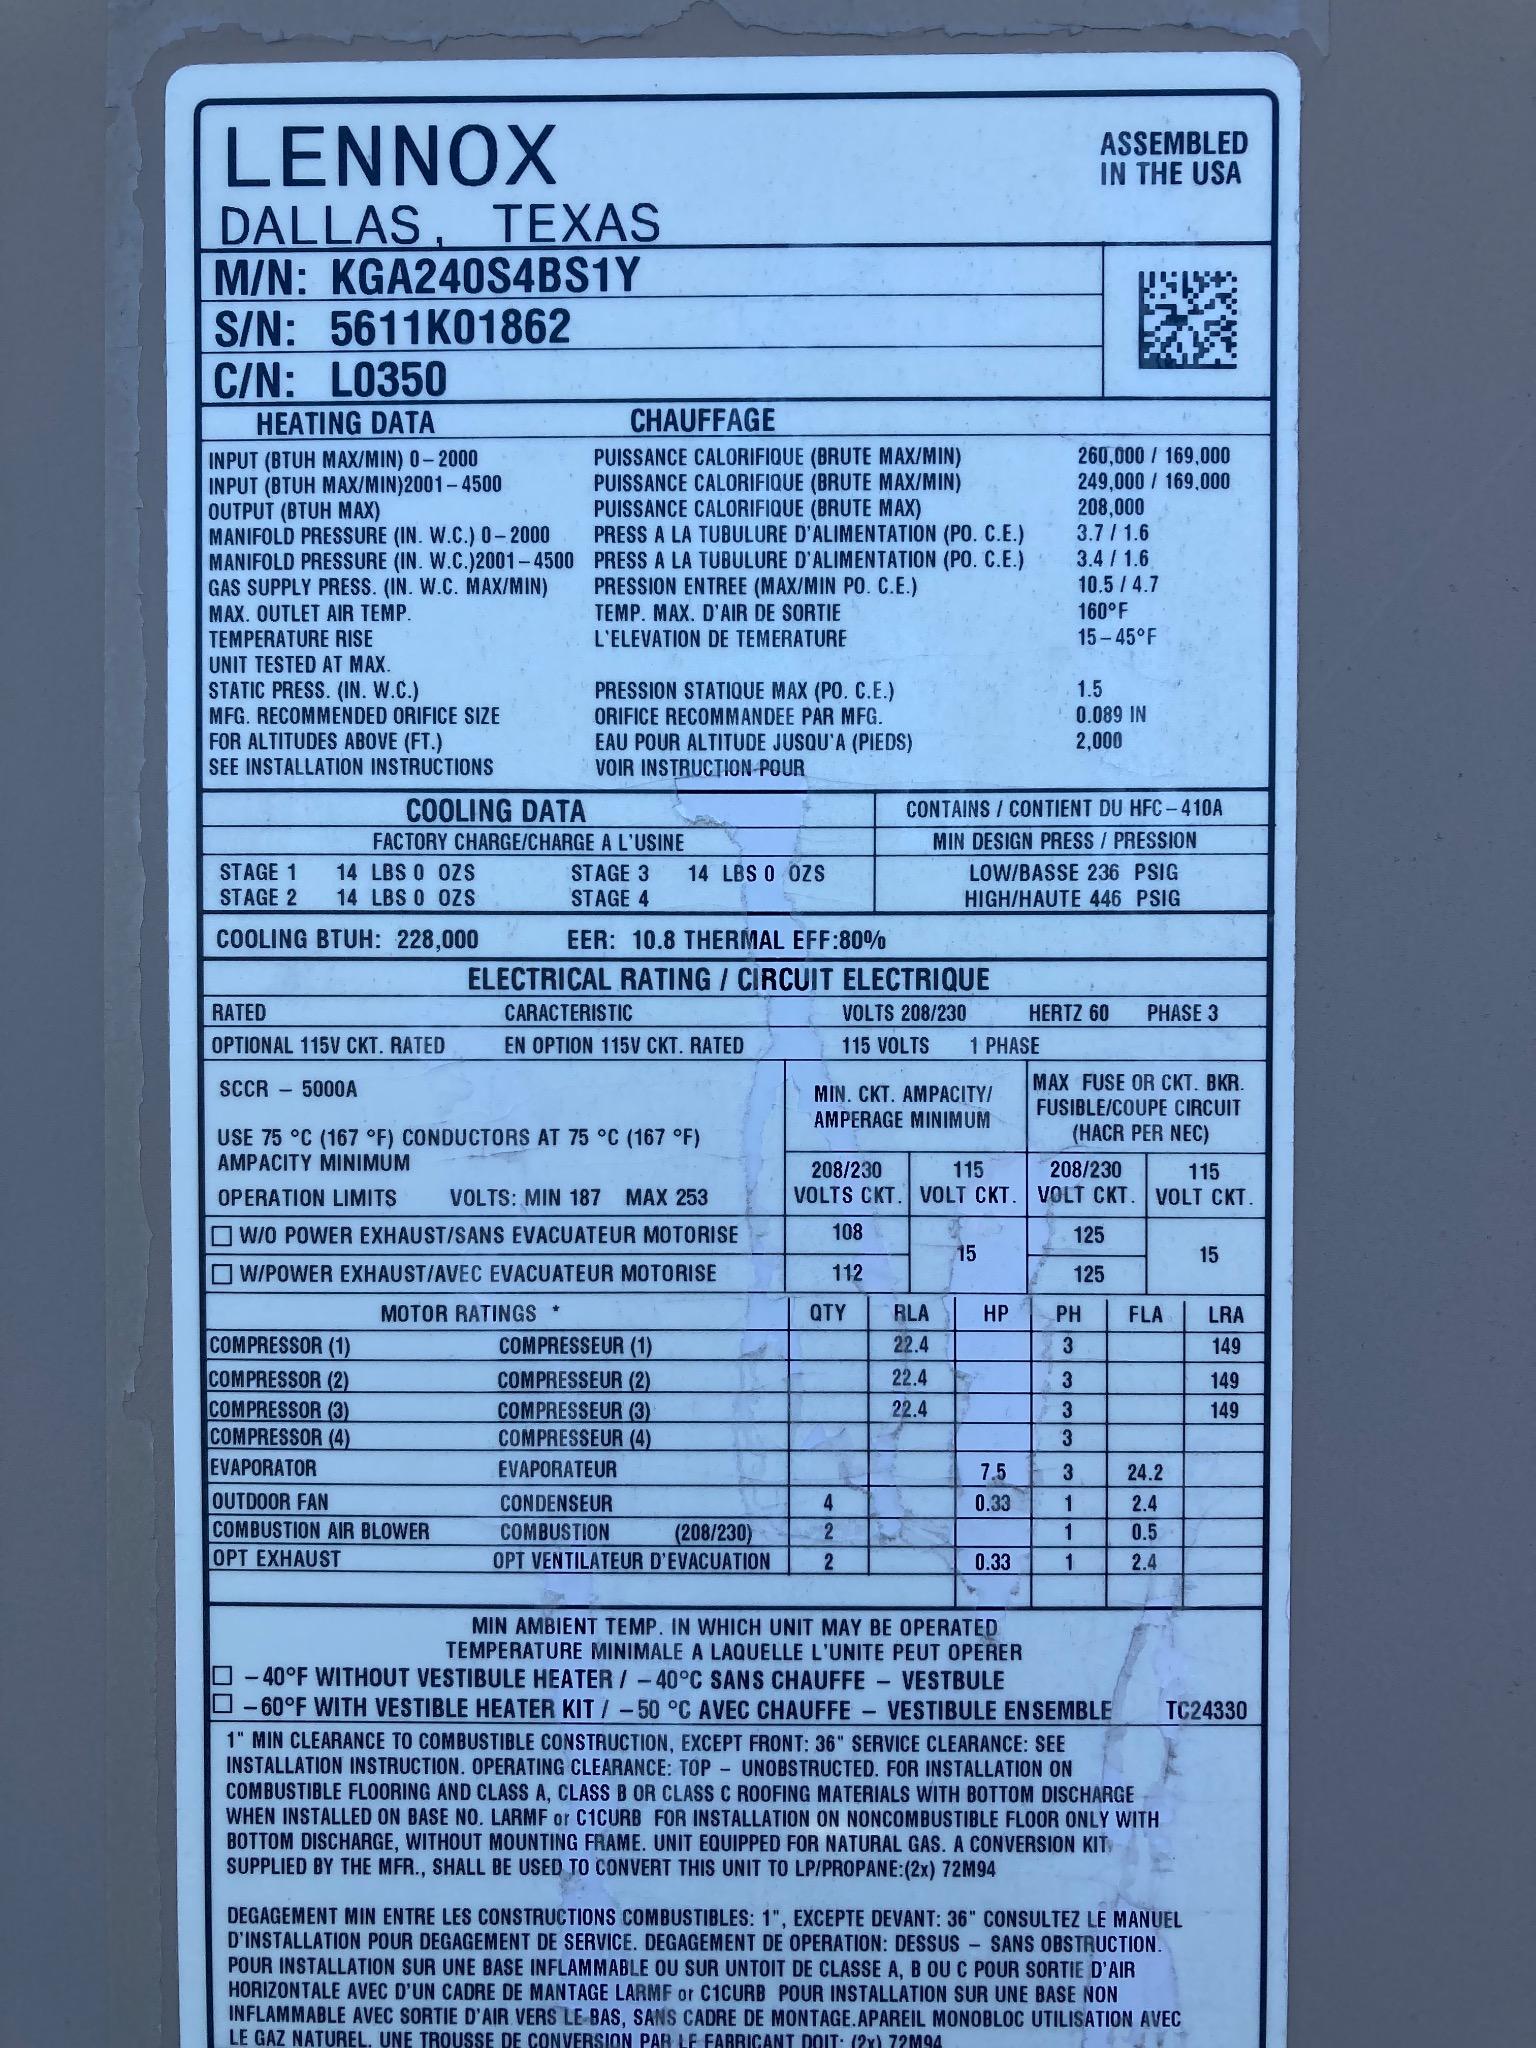 LENNOX
ASSEMBLED
IN THE USA
DALLAS, TEXAS
M/N: KGA240S4BS1Y
S/N: 5611K01862
C/N: L0350
HEATING DATA CHAUFFAGE
INPUT (BTUH MAX/MIN) 0-2000 PUISSANCE CALORIFIQUE (BRUTE MAX/MIN) 260,000 / 169,000
INPUT (BTUH MAX/MIN)2001-4500 PUISSANCE CALORIFIQUE (BRUTE MAX/MIN) 249,000 / 169,000
OUTPUT (BTUH MAX) PUISSANCE CALORIFIQUE (BRUTE MAX) 208,000
MANIFOLD PRESSURE (IN. W.C.) 0-2000 PRESS A LA TUBULURE D'ALIMENTATION (PO. C.E.) 3.7 / 1.6
MANIFOLD PRESSURE (IN. W.C.)2001-4500 PRESS A LA TUBULURE D'ALIMENTATION (PO. C.E.) 3.4 / 1.6
GAS SUPPLY PRESS. (IN. W.C. MAX/MIN) PRESSION ENTREE (MAX/MIN PO. C.E.) 10.5 / 4.7
MAX. OUTLET AIR TEMP. TEMP. MAX. D'AIR DE SORTIE 160°F
TEMPERATURE RISE L'ELEVATION DE TEMERATURE 15-45°F
UNIT TESTED AT MAX.
STATIC PRESS. (IN. W.C.) PRESSION STATIQUE MAX (PO. C.E.) 1.5
MFG. RECOMMENDED ORIFICE SIZE ORIFICE RECOMMANDEE PAR MFG. 0.089 IN
FOR ALTITUDES ABOVE (FT.) EAU POUR ALTITUDE JUSQU'A (PIEDS) 2,000
SEE INSTALLATION INSTRUCTIONS VOIR INSTRUCTION POUR
COOLING DATA CONTAINS / CONTIENT DU HFC-410A
FACTORY CHARGE/CHARGE A L'USINE MIN DESIGN PRESS / PRESSION
STAGE 1 14 LBS 0 OZS STAGE 3 14 LBS 0 OZS LOW/BASSE 236 PSIG
STAGE 2 14 LBS 0 OZS STAGE 4 HIGH/HAUTE 446 PSIG
COOLING BTUH: 228,000 EER: 10.8 THERMAL EFF:80%
ELECTRICAL RATING / CIRCUIT ELECTRIQUE
RATED CARACTERISTIC VOLTS 208/230 HERTZ 60 PHASE 3
OPTIONAL 115V CKT. RATED EN OPTION 115V CKT. RATED 115 VOLTS 1 PHASE
SCCR - 5000A
USE 75 °C (167 °F) CONDUCTORS AT 75 °C (167 °F)
AMPACITY MINIMUM
OPERATION LIMITS VOLTS: MIN 187 MAX 253
MIN. CKT. AMPACITY/
AMPERAGE MINIMUM
MAX FUSE OR CKT. BKR.
FUSIBLE/COUPE CIRCUIT
(HACR PER NEC)
208/230 115 208/230 115
VOLTS CKT. VOLT CKT. VOLT CKT. VOLT CKT.
☐ W/O POWER EXHAUST/SANS EVACUATEUR MOTORISE 108 15 125 15
☐ W/POWER EXHAUST/AVEC EVACUATEUR MOTORISE 112 125
MOTOR RATINGS * QTY RLA HP PH FLA LRA
COMPRESSOR (1) COMPRESSEUR (1) 22.4 3 149
COMPRESSOR (2) COMPRESSEUR (2) 22.4 3 149
COMPRESSOR (3) COMPRESSEUR (3) 22.4 3 149
COMPRESSOR (4) COMPRESSEUR (4) 3
EVAPORATOR EVAPORATEUR 7.5 3 24.2
OUTDOOR FAN CONDENSEUR 4 0.33 1 2.4
COMBUSTION AIR BLOWER COMBUSTION (208/230) 2 1 0.5
OPT EXHAUST OPT VENTILATEUR D'EVACUATION 2 0.33 1 2.4
MIN AMBIENT TEMP. IN WHICH UNIT MAY BE OPERATED
TEMPERATURE MINIMALE A LAQUELLE L'UNITE PEUT OPERER
☐ -40°F WITHOUT VESTIBULE HEATER / -40°C SANS CHAUFFE - VESTBULE
☐ -60°F WITH VESTIBLE HEATER KIT / -50 °C AVEC CHAUFFE - VESTIBULE ENSEMBLE TC24330
1" MIN CLEARANCE TO COMBUSTIBLE CONSTRUCTION, EXCEPT FRONT: 36" SERVICE CLEARANCE: SEE
INSTALLATION INSTRUCTION. OPERATING CLEARANCE: TOP - UNOBSTRUCTED. FOR INSTALLATION ON
COMBUSTIBLE FLOORING AND CLASS A, CLASS B OR CLASS C ROOFING MATERIALS WITH BOTTOM DISCHARGE
WHEN INSTALLED ON BASE NO. LARMF or C1CURB FOR INSTALLATION ON NONCOMBUSTIBLE FLOOR ONLY WITH
BOTTOM DISCHARGE, WITHOUT MOUNTING FRAME. UNIT EQUIPPED FOR NATURAL GAS. A CONVERSION KIT,
SUPPLIED BY THE MFR., SHALL BE USED TO CONVERT THIS UNIT TO LP/PROPANE:(2x) 72M94
DEGAGEMENT MIN ENTRE LES CONSTRUCTIONS COMBUSTIBLES: 1", EXCEPTE DEVANT: 36" CONSULTEZ LE MANUEL
D'INSTALLATION POUR DEGAGEMENT DE SERVICE. DEGAGEMENT DE OPERATION: DESSUS - SANS OBSTRUCTION.
POUR INSTALLATION SUR UNE BASE INFLAMMABLE OU SUR UNTOIT DE CLASSE A, B OU C POUR SORTIE D'AIR
HORIZONTALE AVEC D'UN CADRE DE MANTAGE LARMF or C1CURB POUR INSTALLATION SUR UNE BASE NON
INFLAMMABLE AVEC SORTIE D'AIR VERS LE-BAS, SANS CADRE DE MONTAGE.APAREIL MONOBLOC UTILISATION AVEC
LE GAZ NATUREL. UNE TROUSSE DE CONVERSION PAR LE FABRICANT DOIT: (2x) 72M94